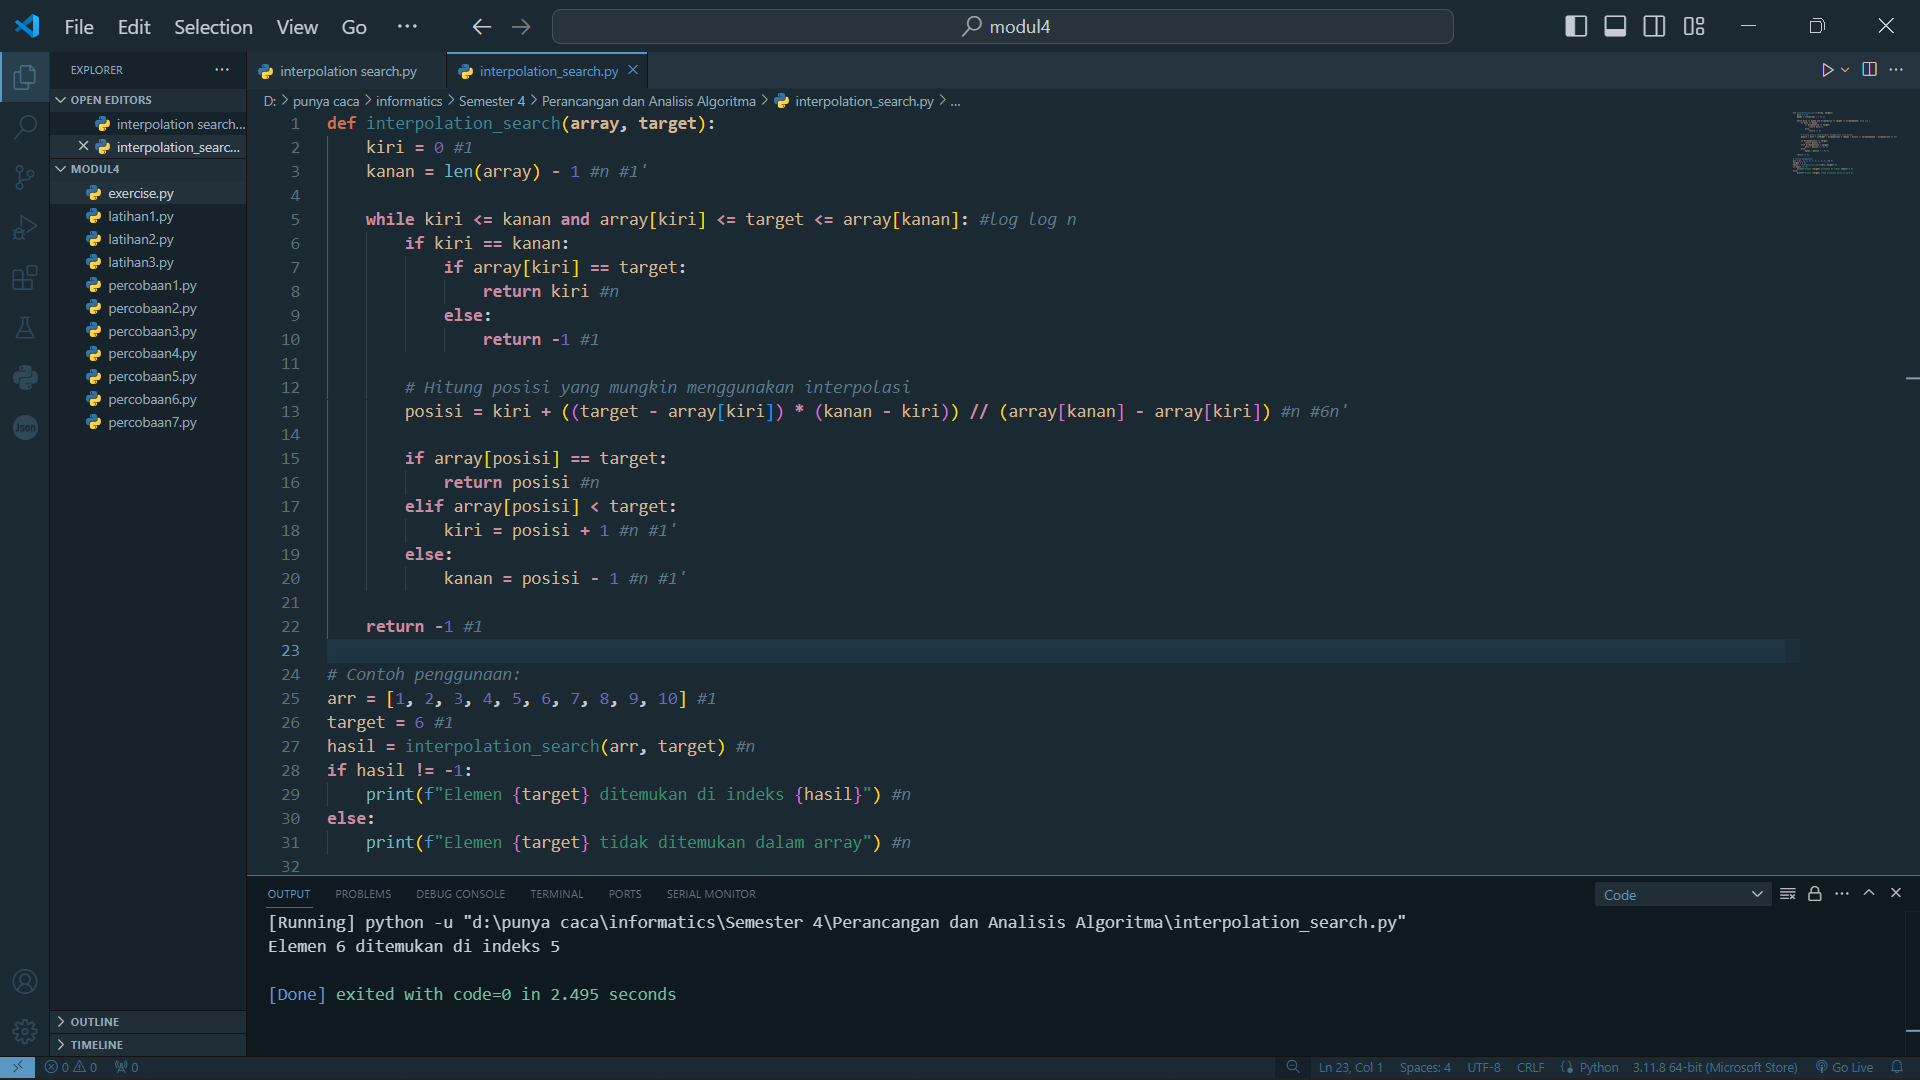 File Edit Selection View Go ··· modul4
EXPLORER ···
OPEN EDITORS
interpolation search...
interpolation_searc...
MODUL4
exercise.py
latihan1.py
latihan2.py
latihan3.py
percobaan1.py
percobaan2.py
percobaan3.py
percobaan4.py
percobaan5.py
percobaan6.py
percobaan7.py
Json
OUTLINE
TIMELINE
interpolation search.py interpolation_search.py
D: > punya caca > informatics > Semester 4 > Perancangan dan Analisis Algoritma > interpolation_search.py > ...
1 def interpolation_search(array, target):
2 kiri = 0 #1
3 kanan = len(array) - 1 #n #1'
4
5 while kiri <= kanan and array[kiri] <= target <= array[kanan]: #log log n
6 if kiri == kanan:
7 if array[kiri] == target:
8 return kiri #n
9 else:
10 return -1 #1
11
12 # Hitung posisi yang mungkin menggunakan interpolasi
13 posisi = kiri + ((target - array[kiri]) * (kanan - kiri)) // (array[kanan] - array[kiri]) #n #6n'
14
15 if array[posisi] == target:
16 return posisi #n
17 elif array[posisi] < target:
18 kiri = posisi + 1 #n #1'
19 else:
20 kanan = posisi - 1 #n #1'
21
22 return -1 #1
23
24 # Contoh penggunaan:
25 arr = [1, 2, 3, 4, 5, 6, 7, 8, 9, 10] #1
26 target = 6 #1
27 hasil = interpolation_search(arr, target) #n
28 if hasil != -1:
29 print(f"Elemen {target} ditemukan di indeks {hasil}") #n
30 else:
31 print(f"Elemen {target} tidak ditemukan dalam array") #n
32
OUTPUT PROBLEMS DEBUG CONSOLE TERMINAL PORTS SERIAL MONITOR Code
[Running] python -u "d:\punya caca\informatics\Semester 4\Perancangan dan Analisis Algoritma\interpolation_search.py"
Elemen 6 ditemukan di indeks 5
[Done] exited with code=0 in 2.495 seconds
0 0 0 Ln 23, Col 1 Spaces: 4 UTF-8 CRLF Python 3.11.8 64-bit (Microsoft Store) Go Live